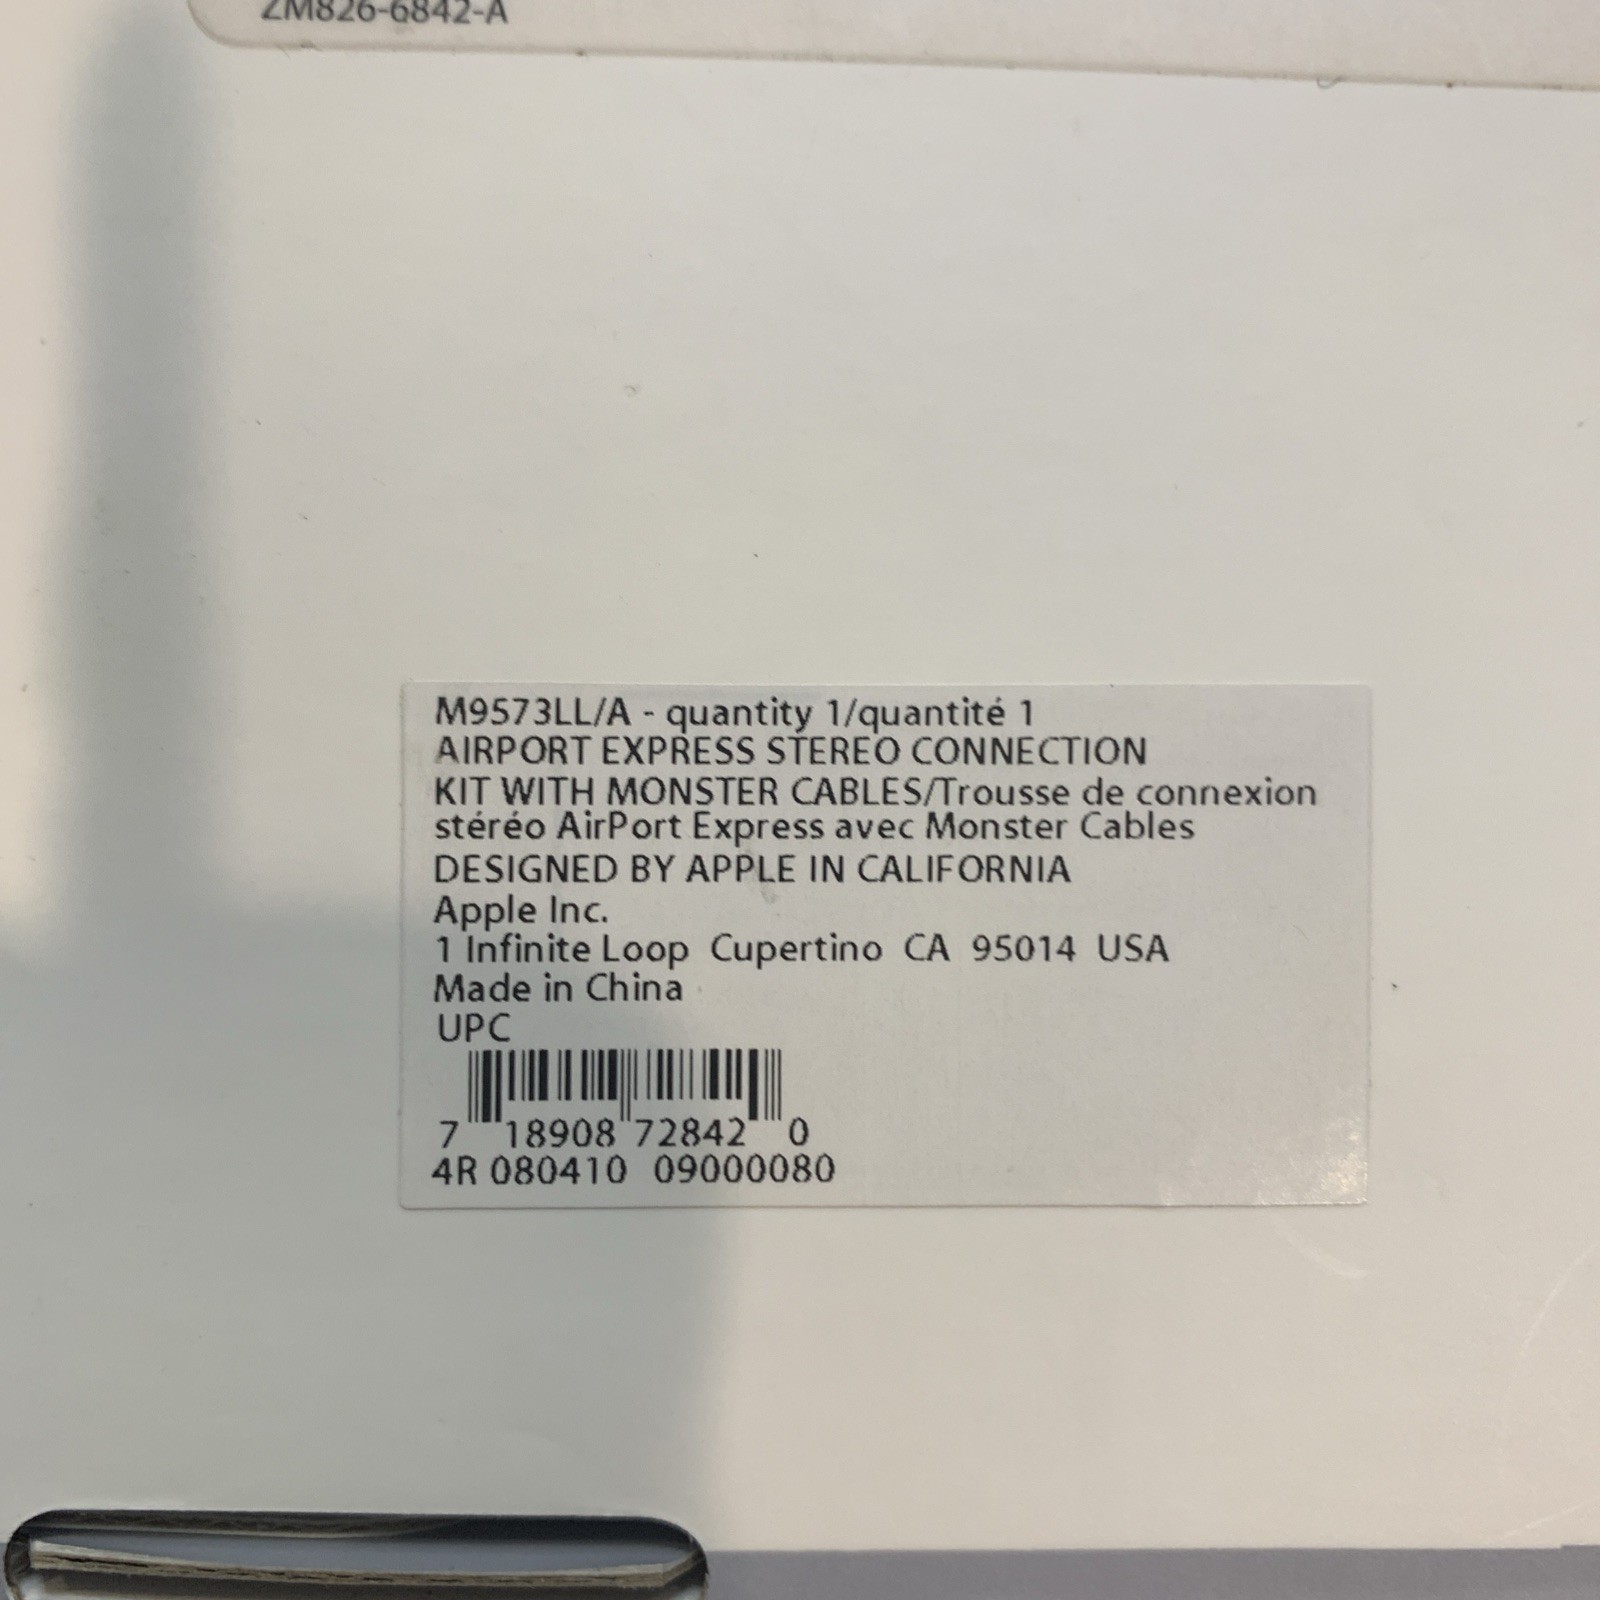 ZM826-6842-A
M9573LL/A - quantity 1/quantité 1
AIRPORT EXPRESS STEREO CONNECTION
KIT WITH MONSTER CABLES/Trousse de connexion
stéréo AirPort Express avec Monster Cables
DESIGNED BY APPLE IN CALIFORNIA
Apple Inc.
1 Infinite Loop Cupertino CA 95014 USA
Made in China
UPC
7 18908 72842 0
4R 080410 09000080